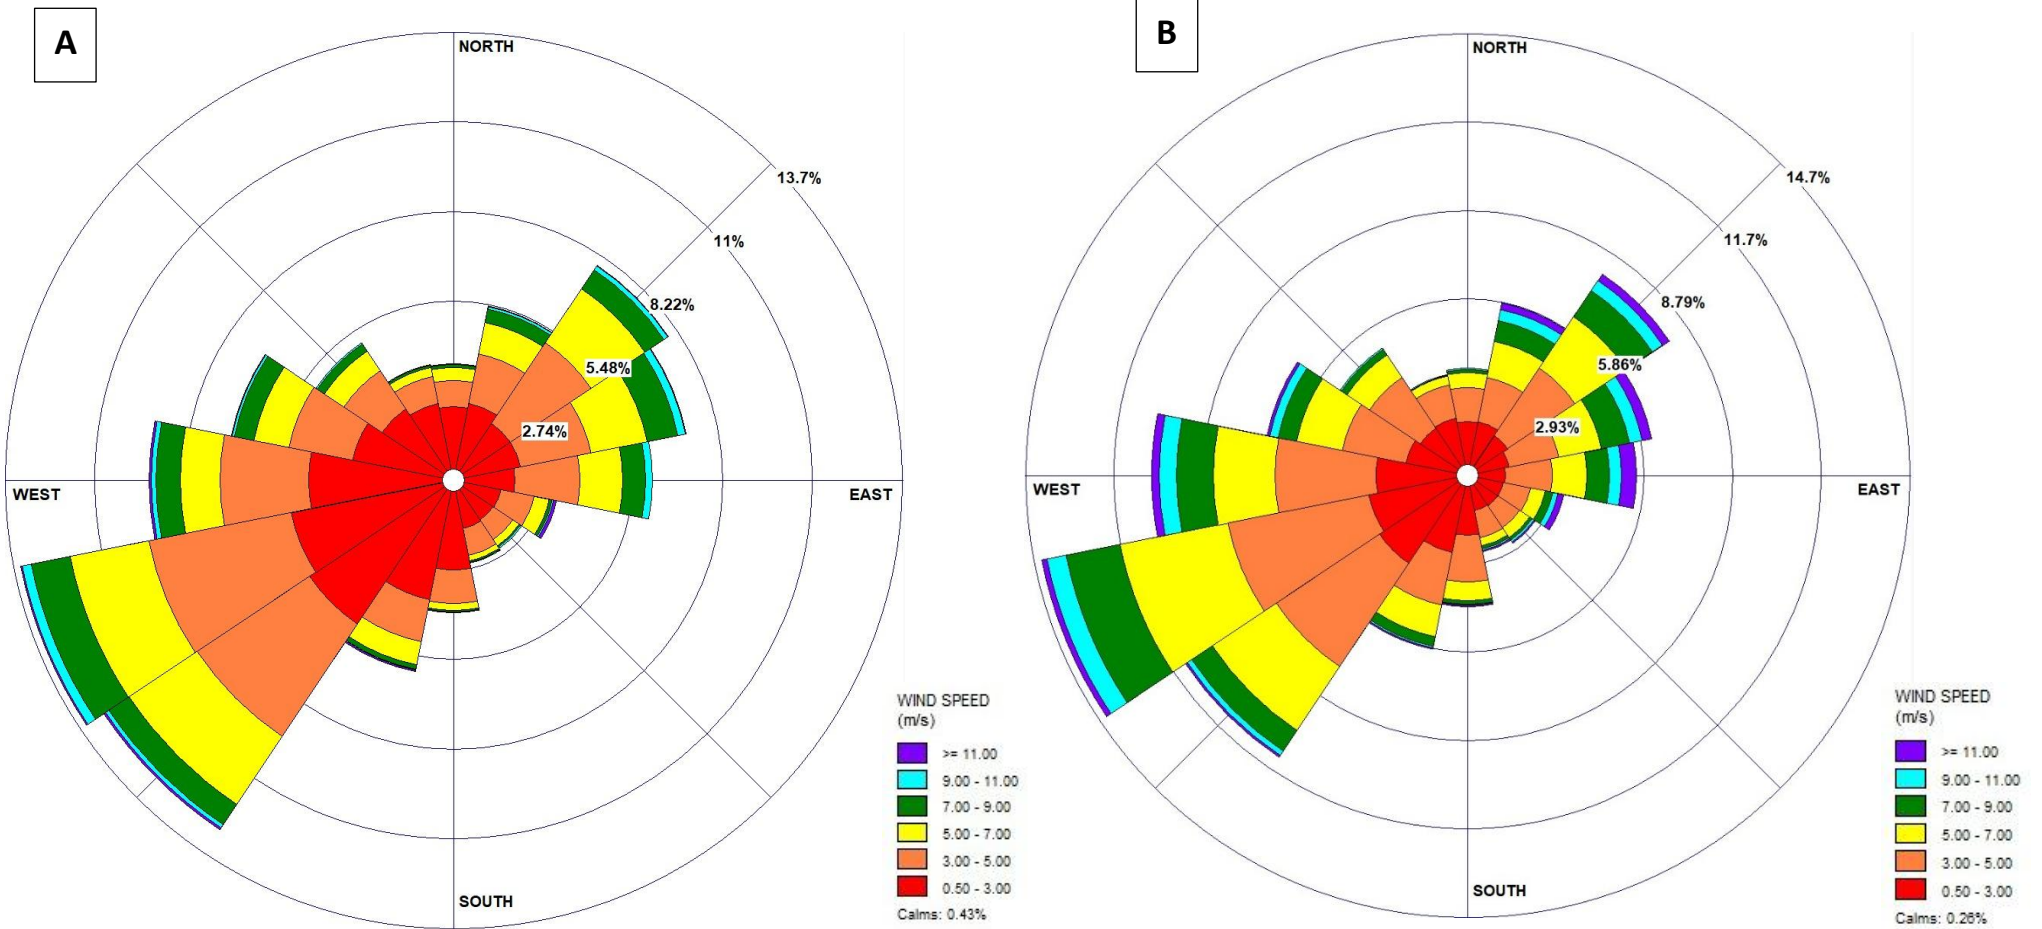 A
NORTH
13.7%
11%
8.22%
5.48%
2.74%
WEST
EAST
SOUTH
WIND SPEED
(m/s)
>= 11.00
9.00 - 11.00
7.00 - 9.00
5.00 - 7.00
3.00 - 5.00
0.50 - 3.00
Calms: 0.43%
B
NORTH
14.7%
11.7%
8.79%
5.86%
2.93%
WEST
EAST
SOUTH
WIND SPEED
(m/s)
>= 11.00
9.00 - 11.00
7.00 - 9.00
5.00 - 7.00
3.00 - 5.00
0.50 - 3.00
Calms: 0.26%